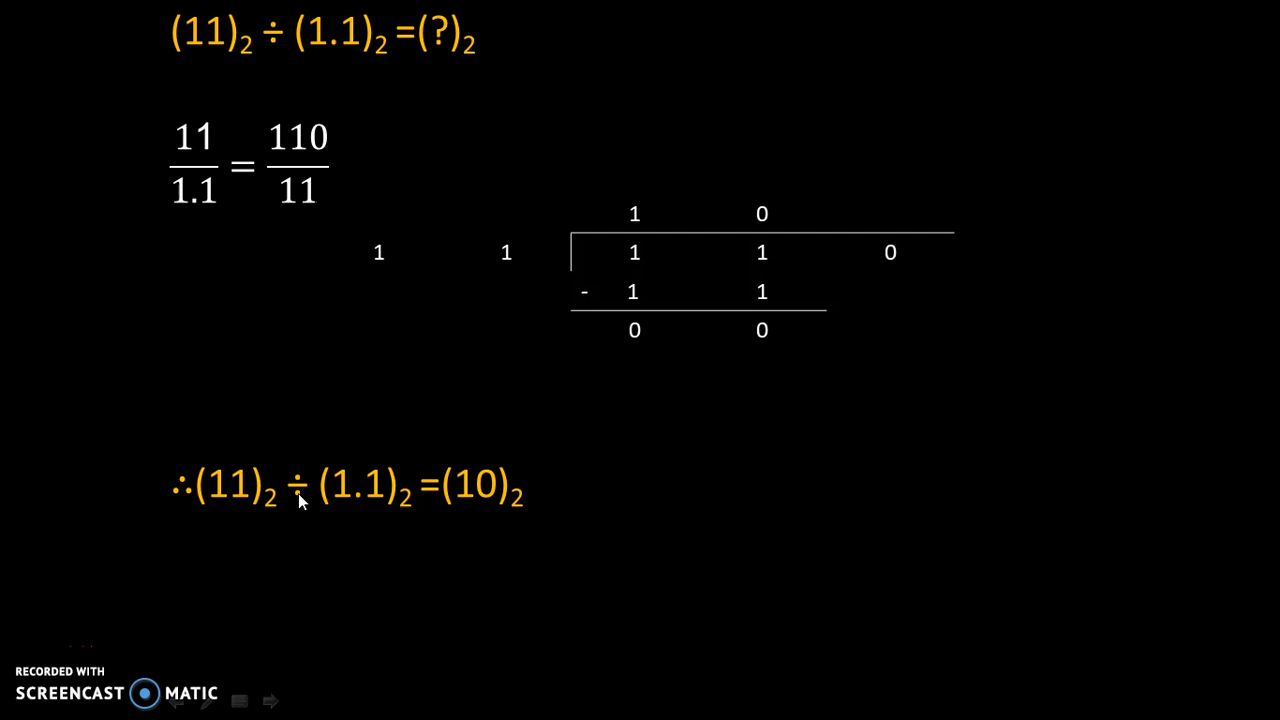 (11)₂ ÷ (1.1)₂ =(?)₂
11/1.1 = 110/11
1 0
1 1 1 1 0
- 1 1
0 0
∴(11)₂ ÷ (1.1)₂ =(10)₂
RECORDED WITH
SCREENCAST MATIC